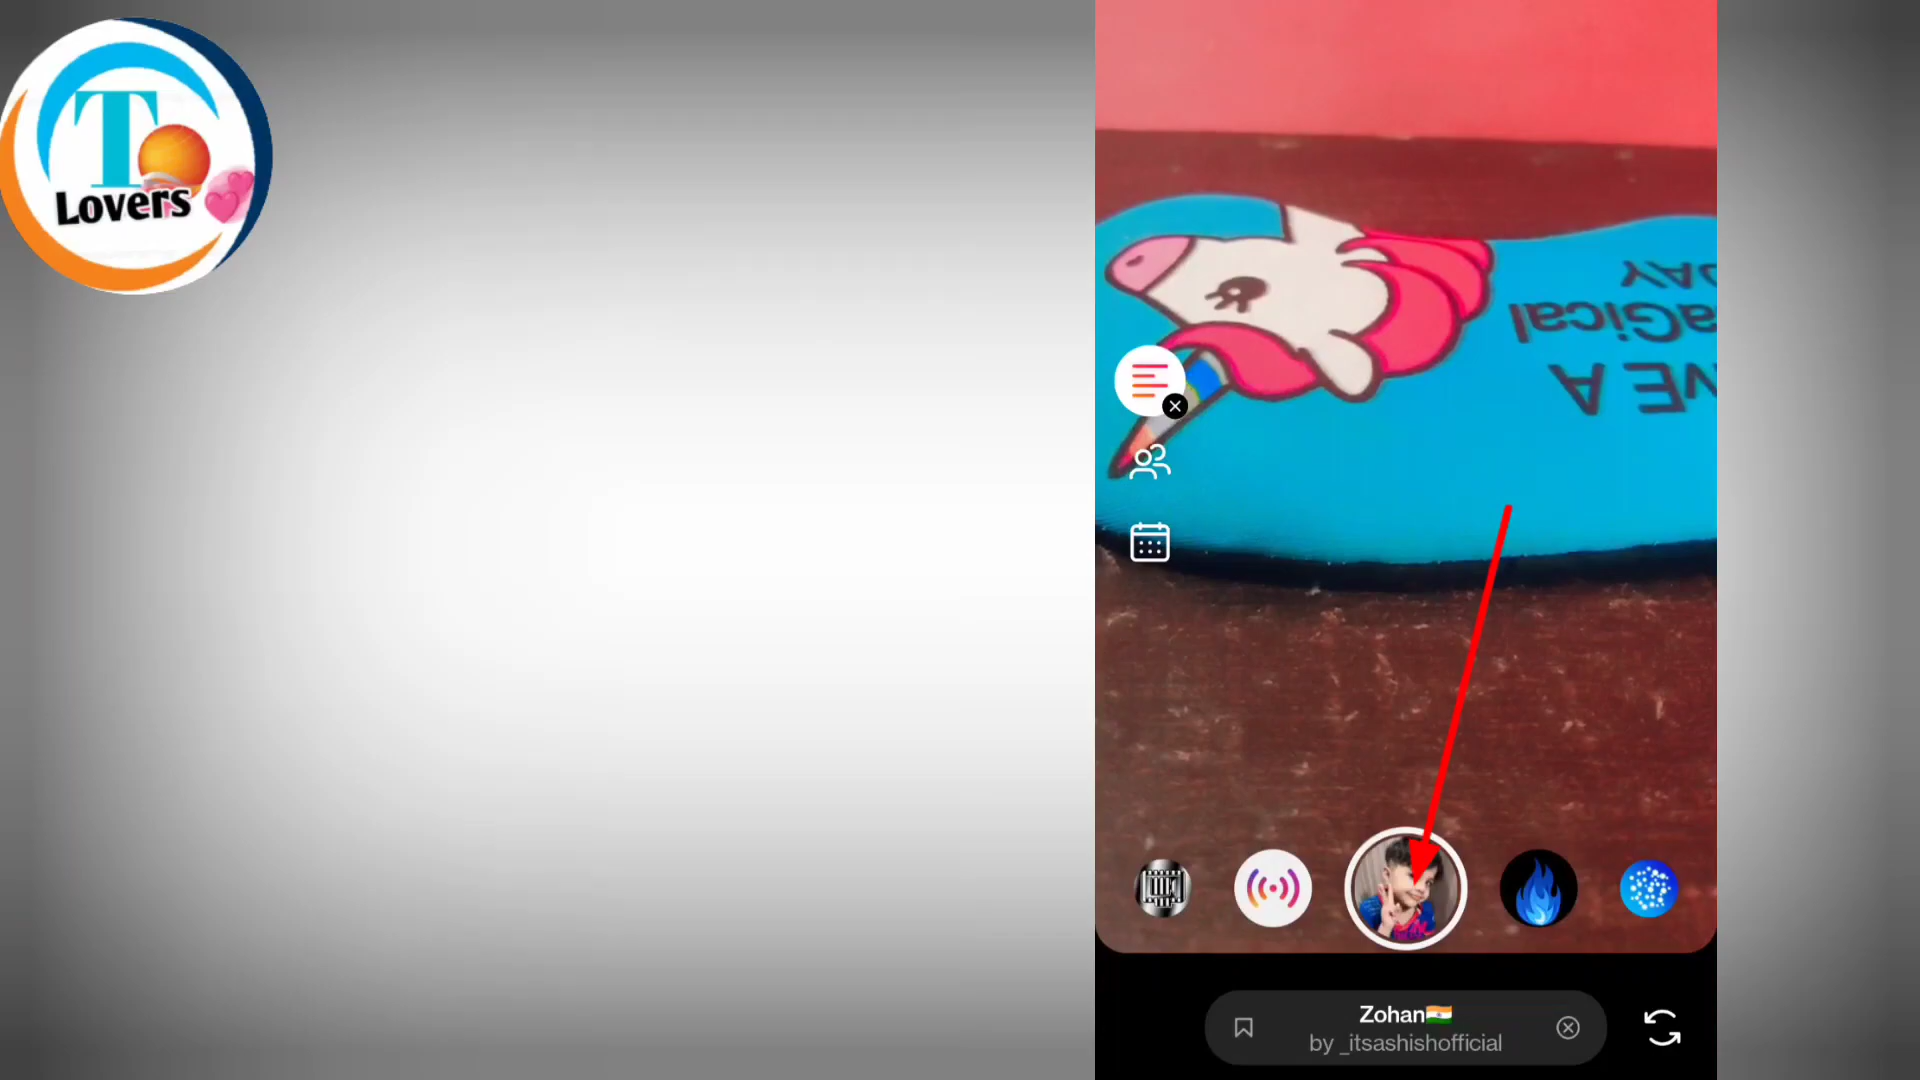 T
Lovers
DAY
aGical
VE A
Zohan🇮🇳
by _itsashishofficial